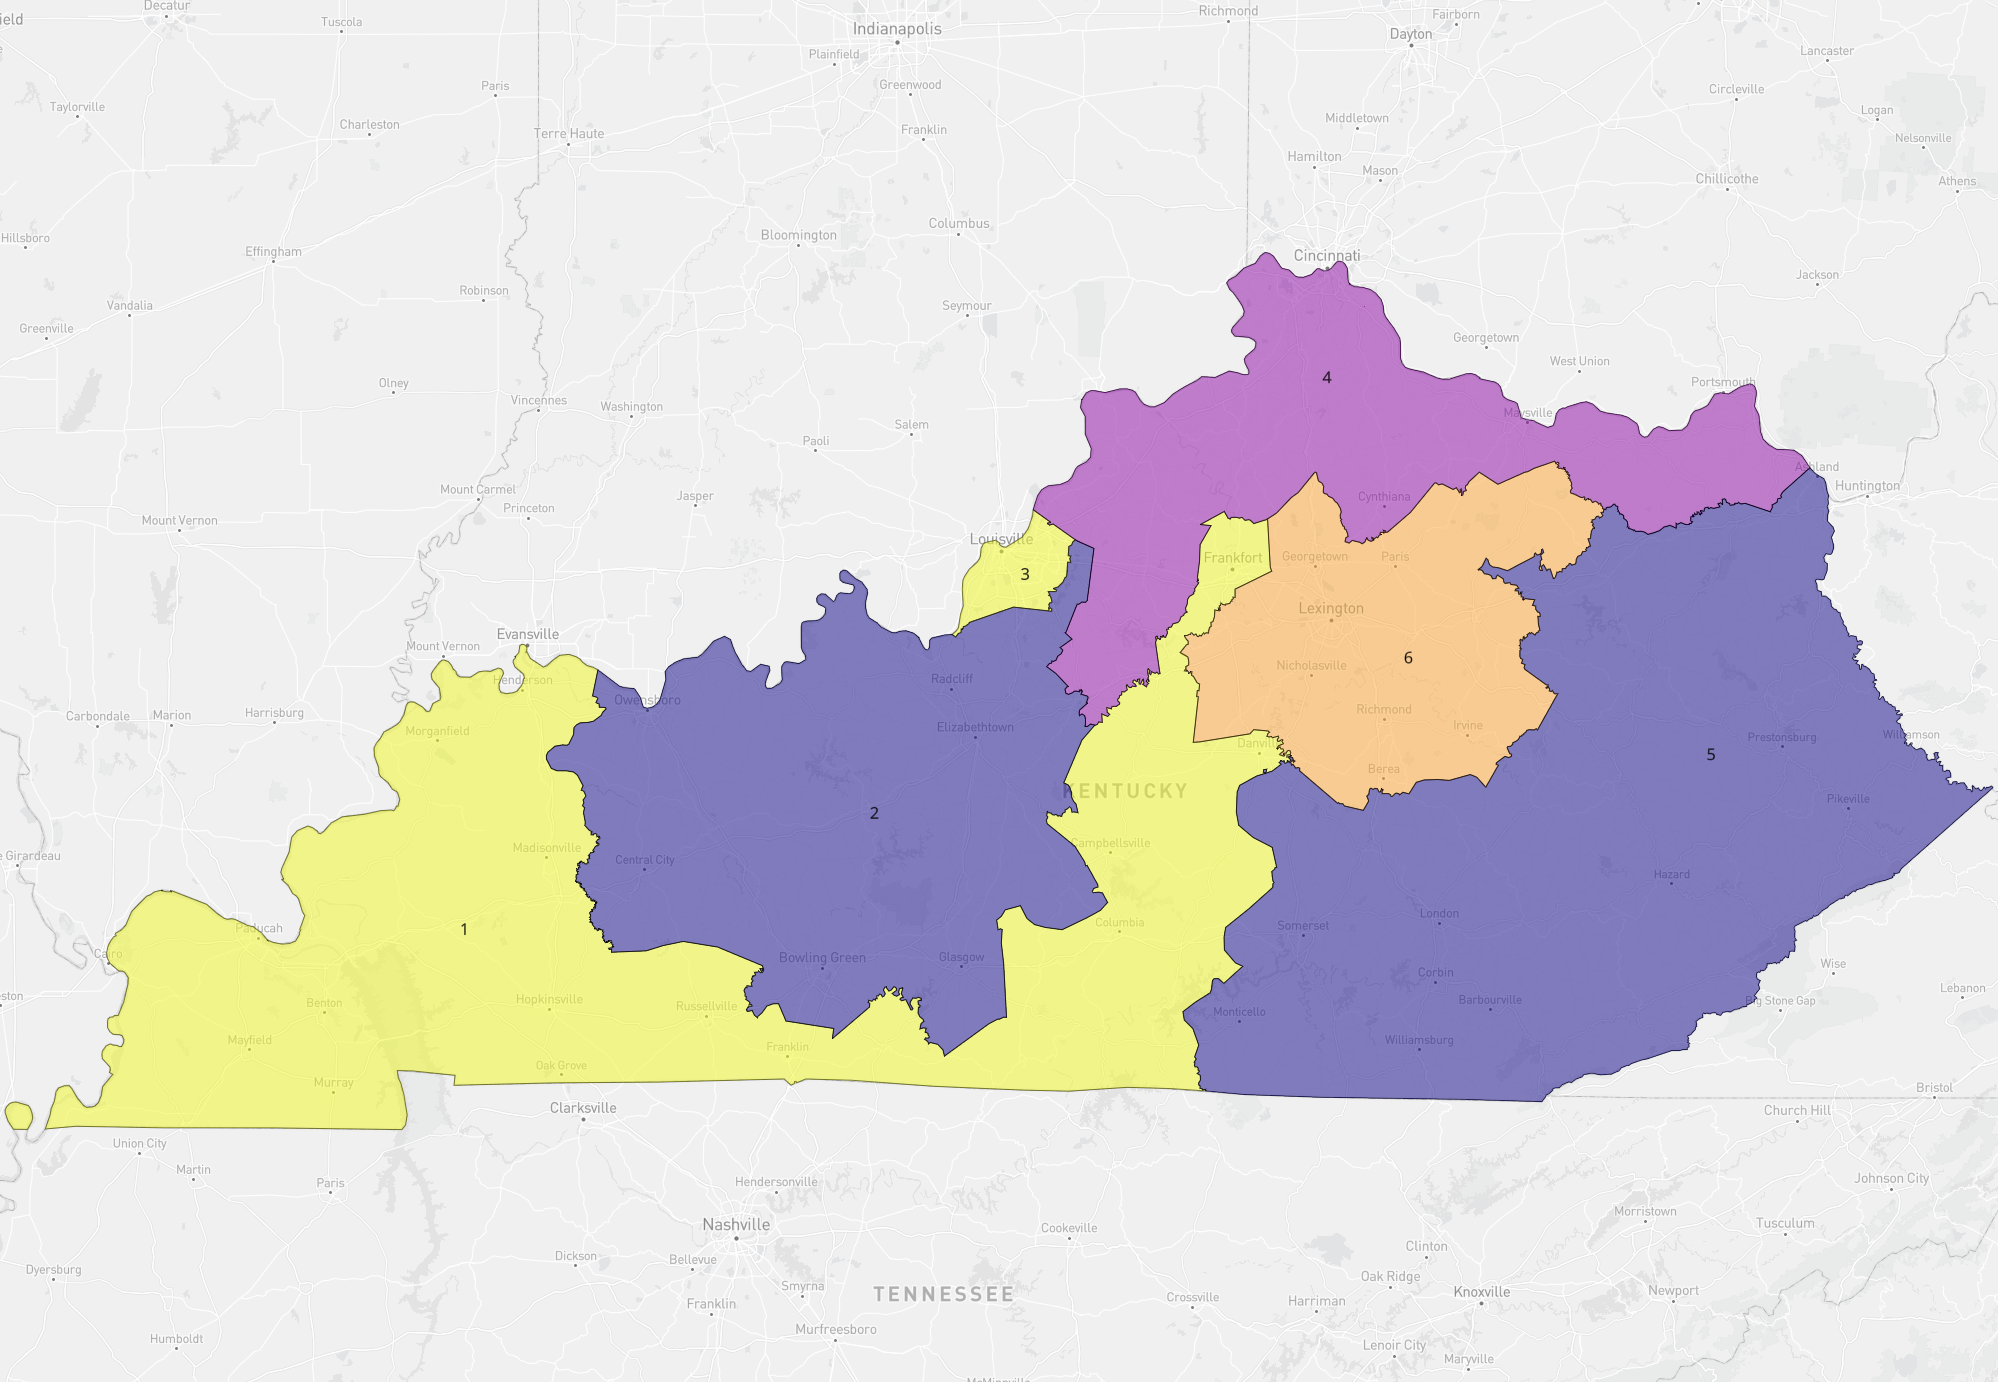 Decatur
Richmond
Fairborn
ield
Tuscola
Indianapolis
Dayton
Plainfield
Lancaster
Paris
Greenwood
Circleville
Taylorville
Logan
Charleston
Terre Haute
Franklin
Middletown
Nelsonville
Hamilton
Mason
Chillicothe
Athens
Hillsboro
Bloomington
Columbus
Effingham
Cincinnati
Jackson
Robinson
Vandalia
Seymour
Greenville
Georgetown
West Union
4
Olney
Portsmouth
Vincennes
Washington
Maysville
Salem
Paoli
Ashland
Mount Carmel
Jasper
Cynthiana
Huntington
Princeton
Mount Vernon
Louisville
Frankfort
Georgetown
Paris
3
Lexington
Evansville
Mount Vernon
6
Nicholasville
Henderson
Radcliff
Owensboro
Carbondale
Marion
Harrisburg
Richmond
Irvine
Morganfield
Elizabethtown
Danville
Prestonsburg
Williamson
5
Berea
KENTUCKY
Pikeville
2
Madisonville
Campbellsville
e Girardeau
Central City
Hazard
London
Columbia
Somerset
Paducah
1
Cairo
Bowling Green
Glasgow
Wise
Corbin
Lebanon
ston
Benton
Hopkinsville
Russellville
Barbourville
Big Stone Gap
Monticello
Mayfield
Franklin
Williamsburg
Oak Grove
Murray
Bristol
Clarksville
Church Hill
Union City
Martin
Paris
Hendersonville
Johnson City
Morristown
Nashville
Cookeville
Tusculum
Clinton
Dickson
Bellevue
Dyersburg
Oak Ridge
Smyrna
TENNESSEE
Crossville
Knoxville
Newport
Franklin
Harriman
Murfreesboro
Humboldt
Lenoir City
Maryville
McMinnville